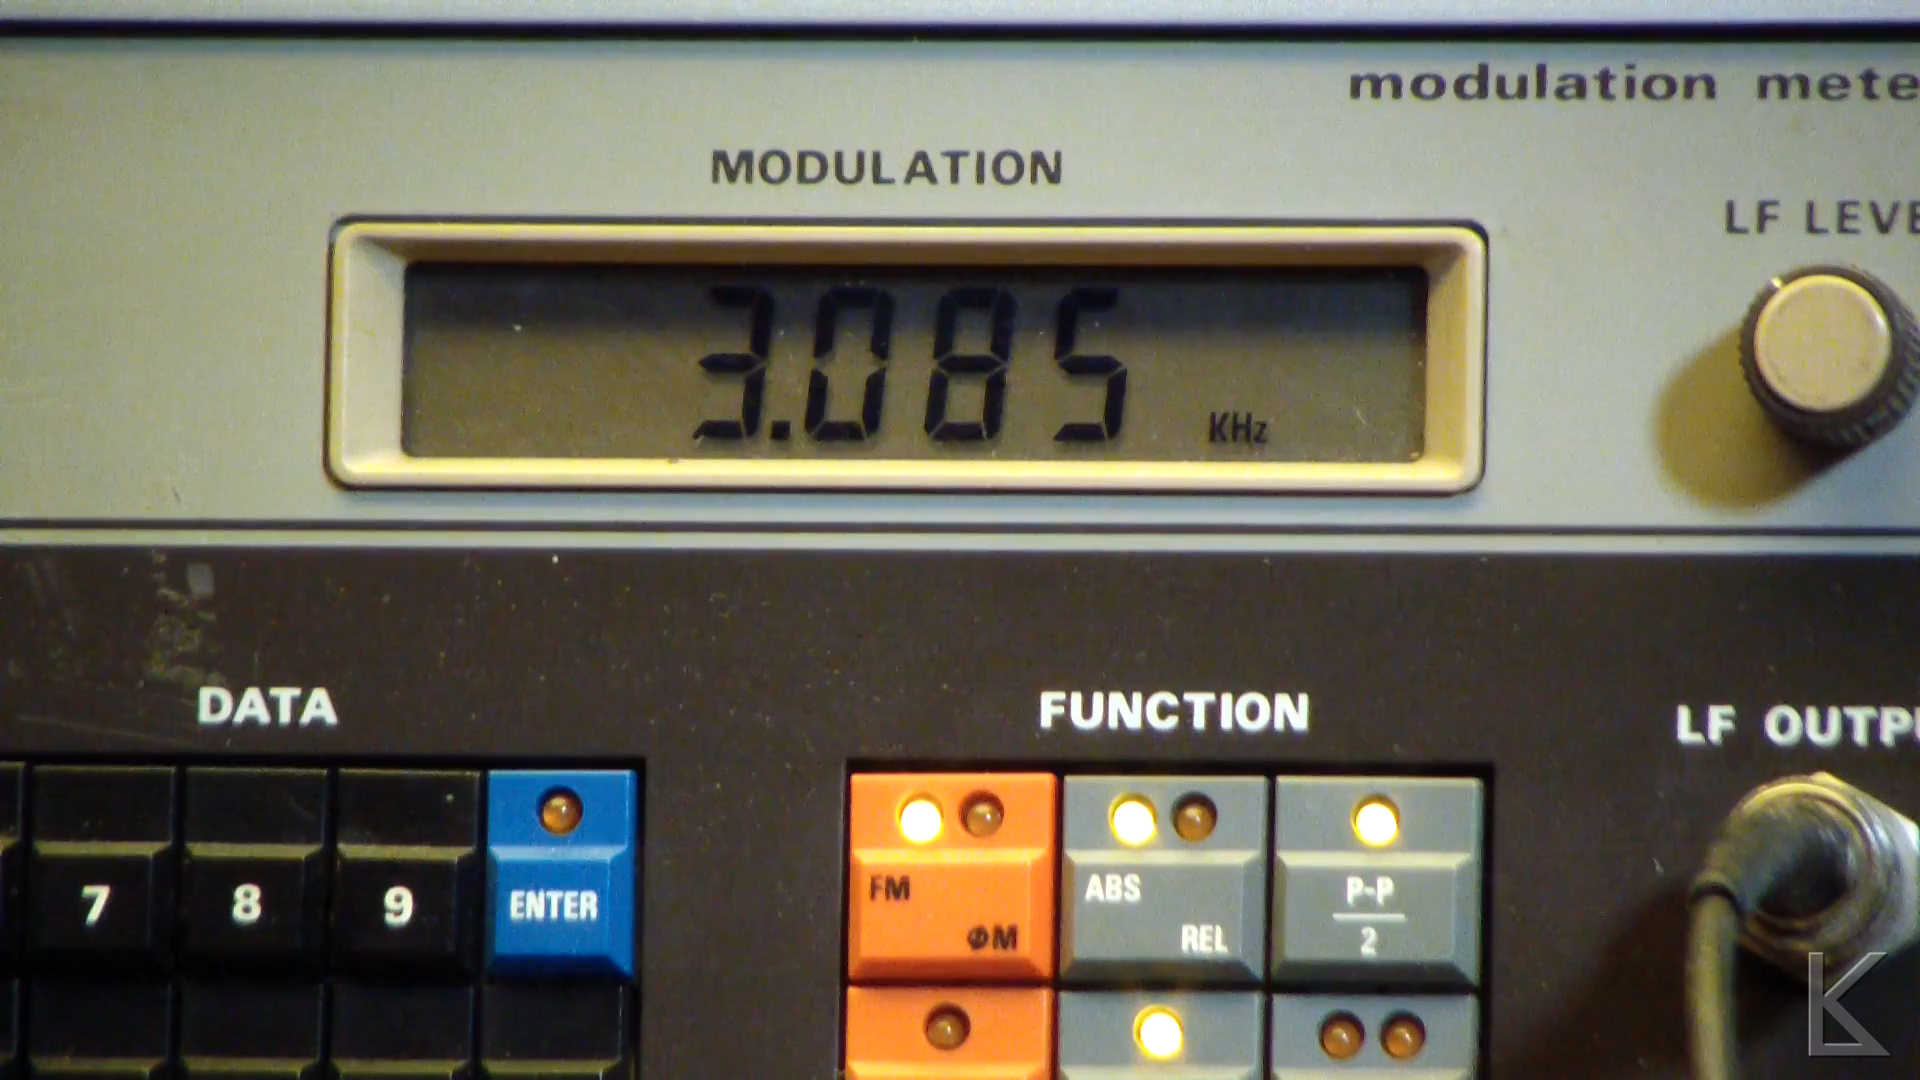 modulation mete
MODULATION
LF LEVE
3.085 KHz
DATA
FUNCTION
LF OUTPU
7
8
9
ENTER
FM
ΦM
ABS
REL
P-P
2